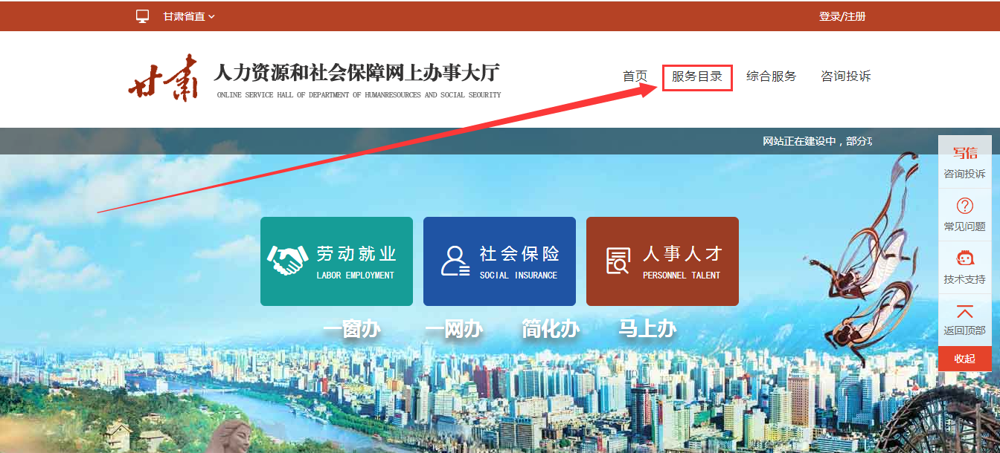 甘肃省直
登录/注册
甘肃
人力资源和社会保障网上办事大厅
ONLINE SERVICE HALL OF DEPARTMENT OF HUMANRESOURCES AND SOCIAL SEOURITY
首页 服务目录 综合服务 咨询投诉
网站正在建设中，部分
写信
咨询投诉
常见问题
技术支持
返回顶部
收起
劳动就业
LABOR EMPLOYMENT
社会保险
SOCIAL INSURANCE
人事人才
PERSONNEL TALENT
一窗办 一网办 简化办 马上办